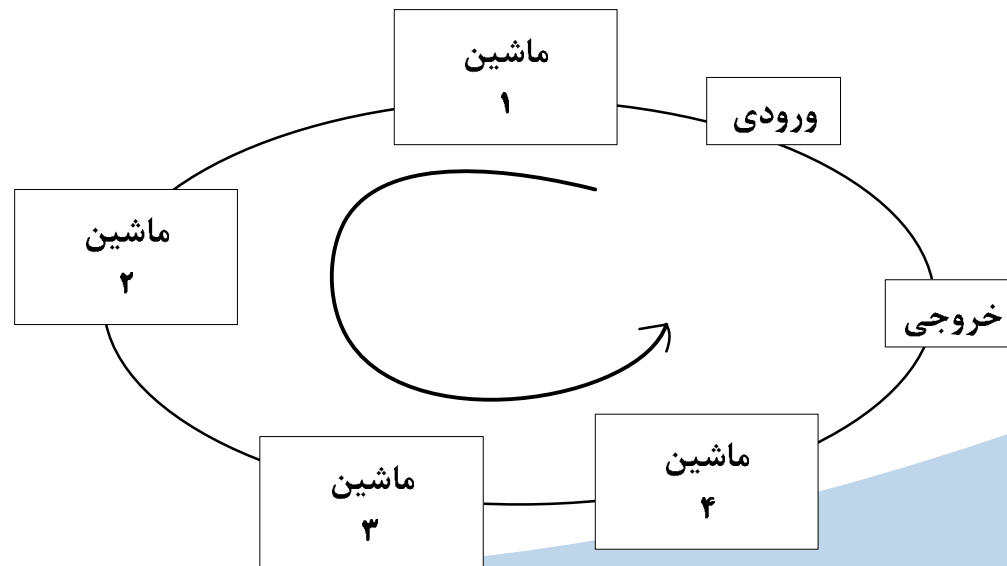 ماشین
۱
ورودی
ماشین
۲
خروجی
ماشین
۳
ماشین
۴